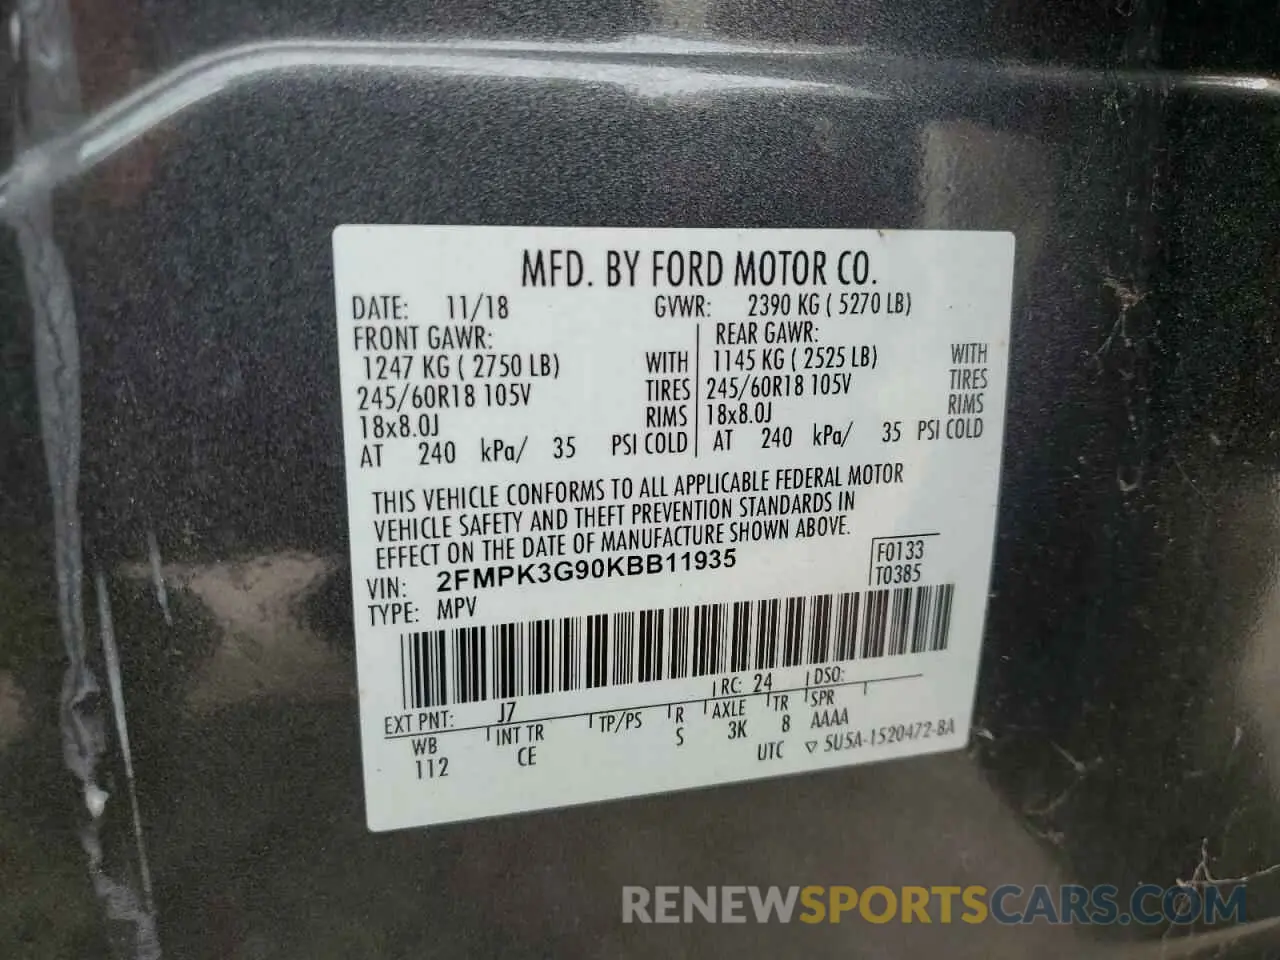 MFD. BY FORD MOTOR CO.
DATE: 11/18 GVWR: 2390 KG ( 5270 LB)
FRONT GAWR: REAR GAWR:
1247 KG ( 2750 LB) WITH 1145 KG ( 2525 LB) WITH
245/60R18 105V TIRES 245/60R18 105V TIRES
18x8.0J RIMS 18x8.0J RIMS
AT 240 kPa/ 35 PSI COLD AT 240 kPa/ 35 PSI COLD
THIS VEHICLE CONFORMS TO ALL APPLICABLE FEDERAL MOTOR
VEHICLE SAFETY AND THEFT PREVENTION STANDARDS IN
EFFECT ON THE DATE OF MANUFACTURE SHOWN ABOVE.
VIN: 2FMPK3G90KBB11935 F0133
TYPE: MPV T0385
EXT PNT: J7 RC: 24 DSO:
WB INT TR TP/PS R AXLE TR SPR
112 CE S 3K 8 AAAA
UTC ▽ 5U5A-1520472-BA
RENEWSPORTSCARS.COM